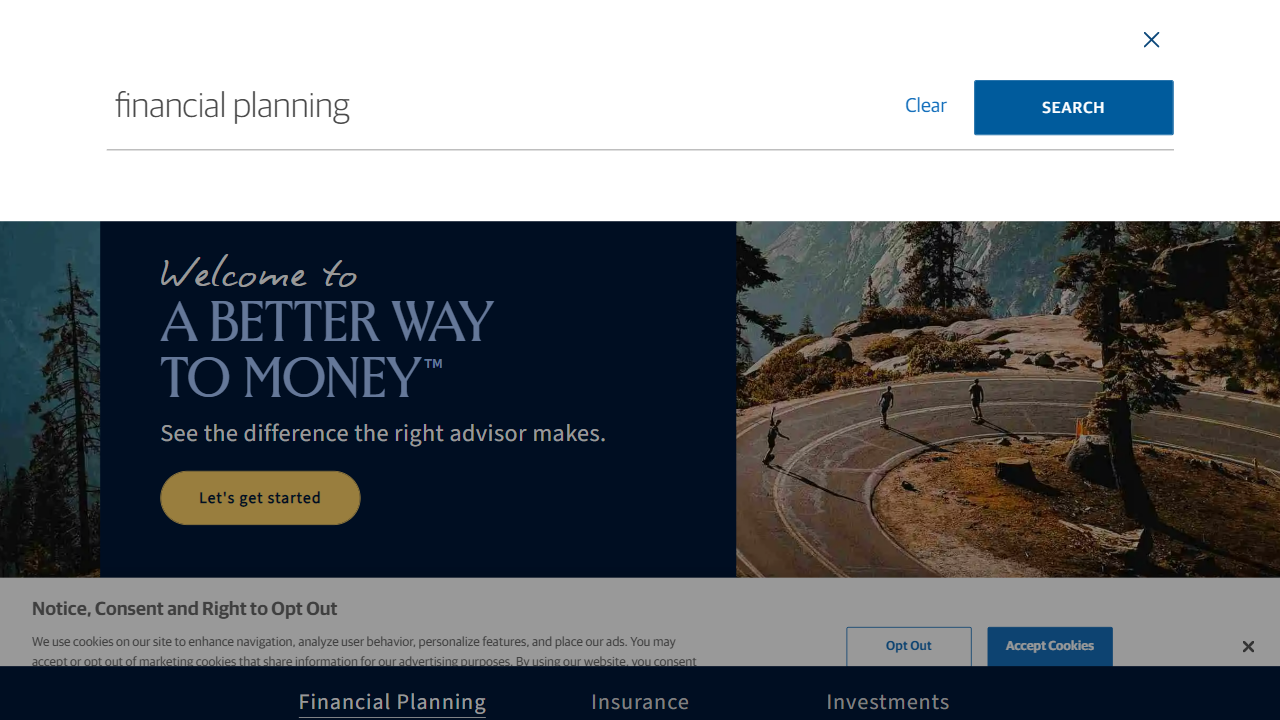 financial planning
Clear
SEARCH
Welcome to
A BETTER WAY
TO MONEY™
See the difference the right advisor makes.
Let's get started
Notice, Consent and Right to Opt Out
We use cookies on our site to enhance navigation, analyze user behavior, personalize features, and place our ads. You may
accept or opt out of marketing cookies that share information for our advertising purposes. By using our website, you consent
Opt Out
Accept Cookies
Financial Planning
Insurance
Investments